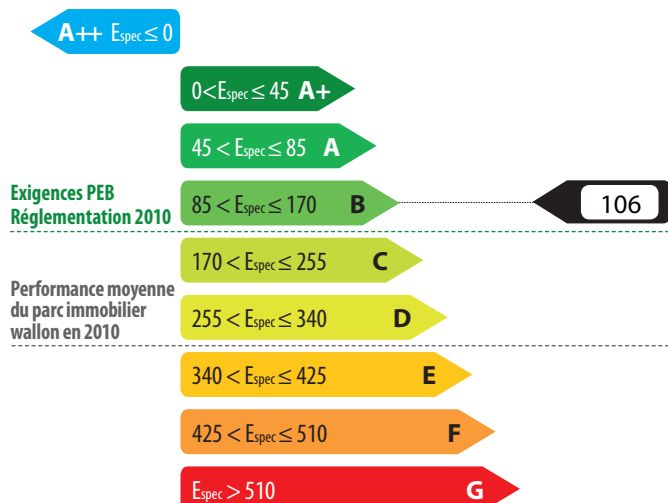 A++ Espec ≤ 0
0<Espec ≤ 45 A+
45 < Espec ≤ 85 A
Exigences PEB
Réglementation 2010
85 < Espec ≤ 170 B
106
170 < Espec ≤ 255 C
Performance moyenne
du parc immobilier
wallon en 2010
255 < Espec ≤ 340 D
340 < Espec ≤ 425 E
425 < Espec ≤ 510 F
Espec > 510 G